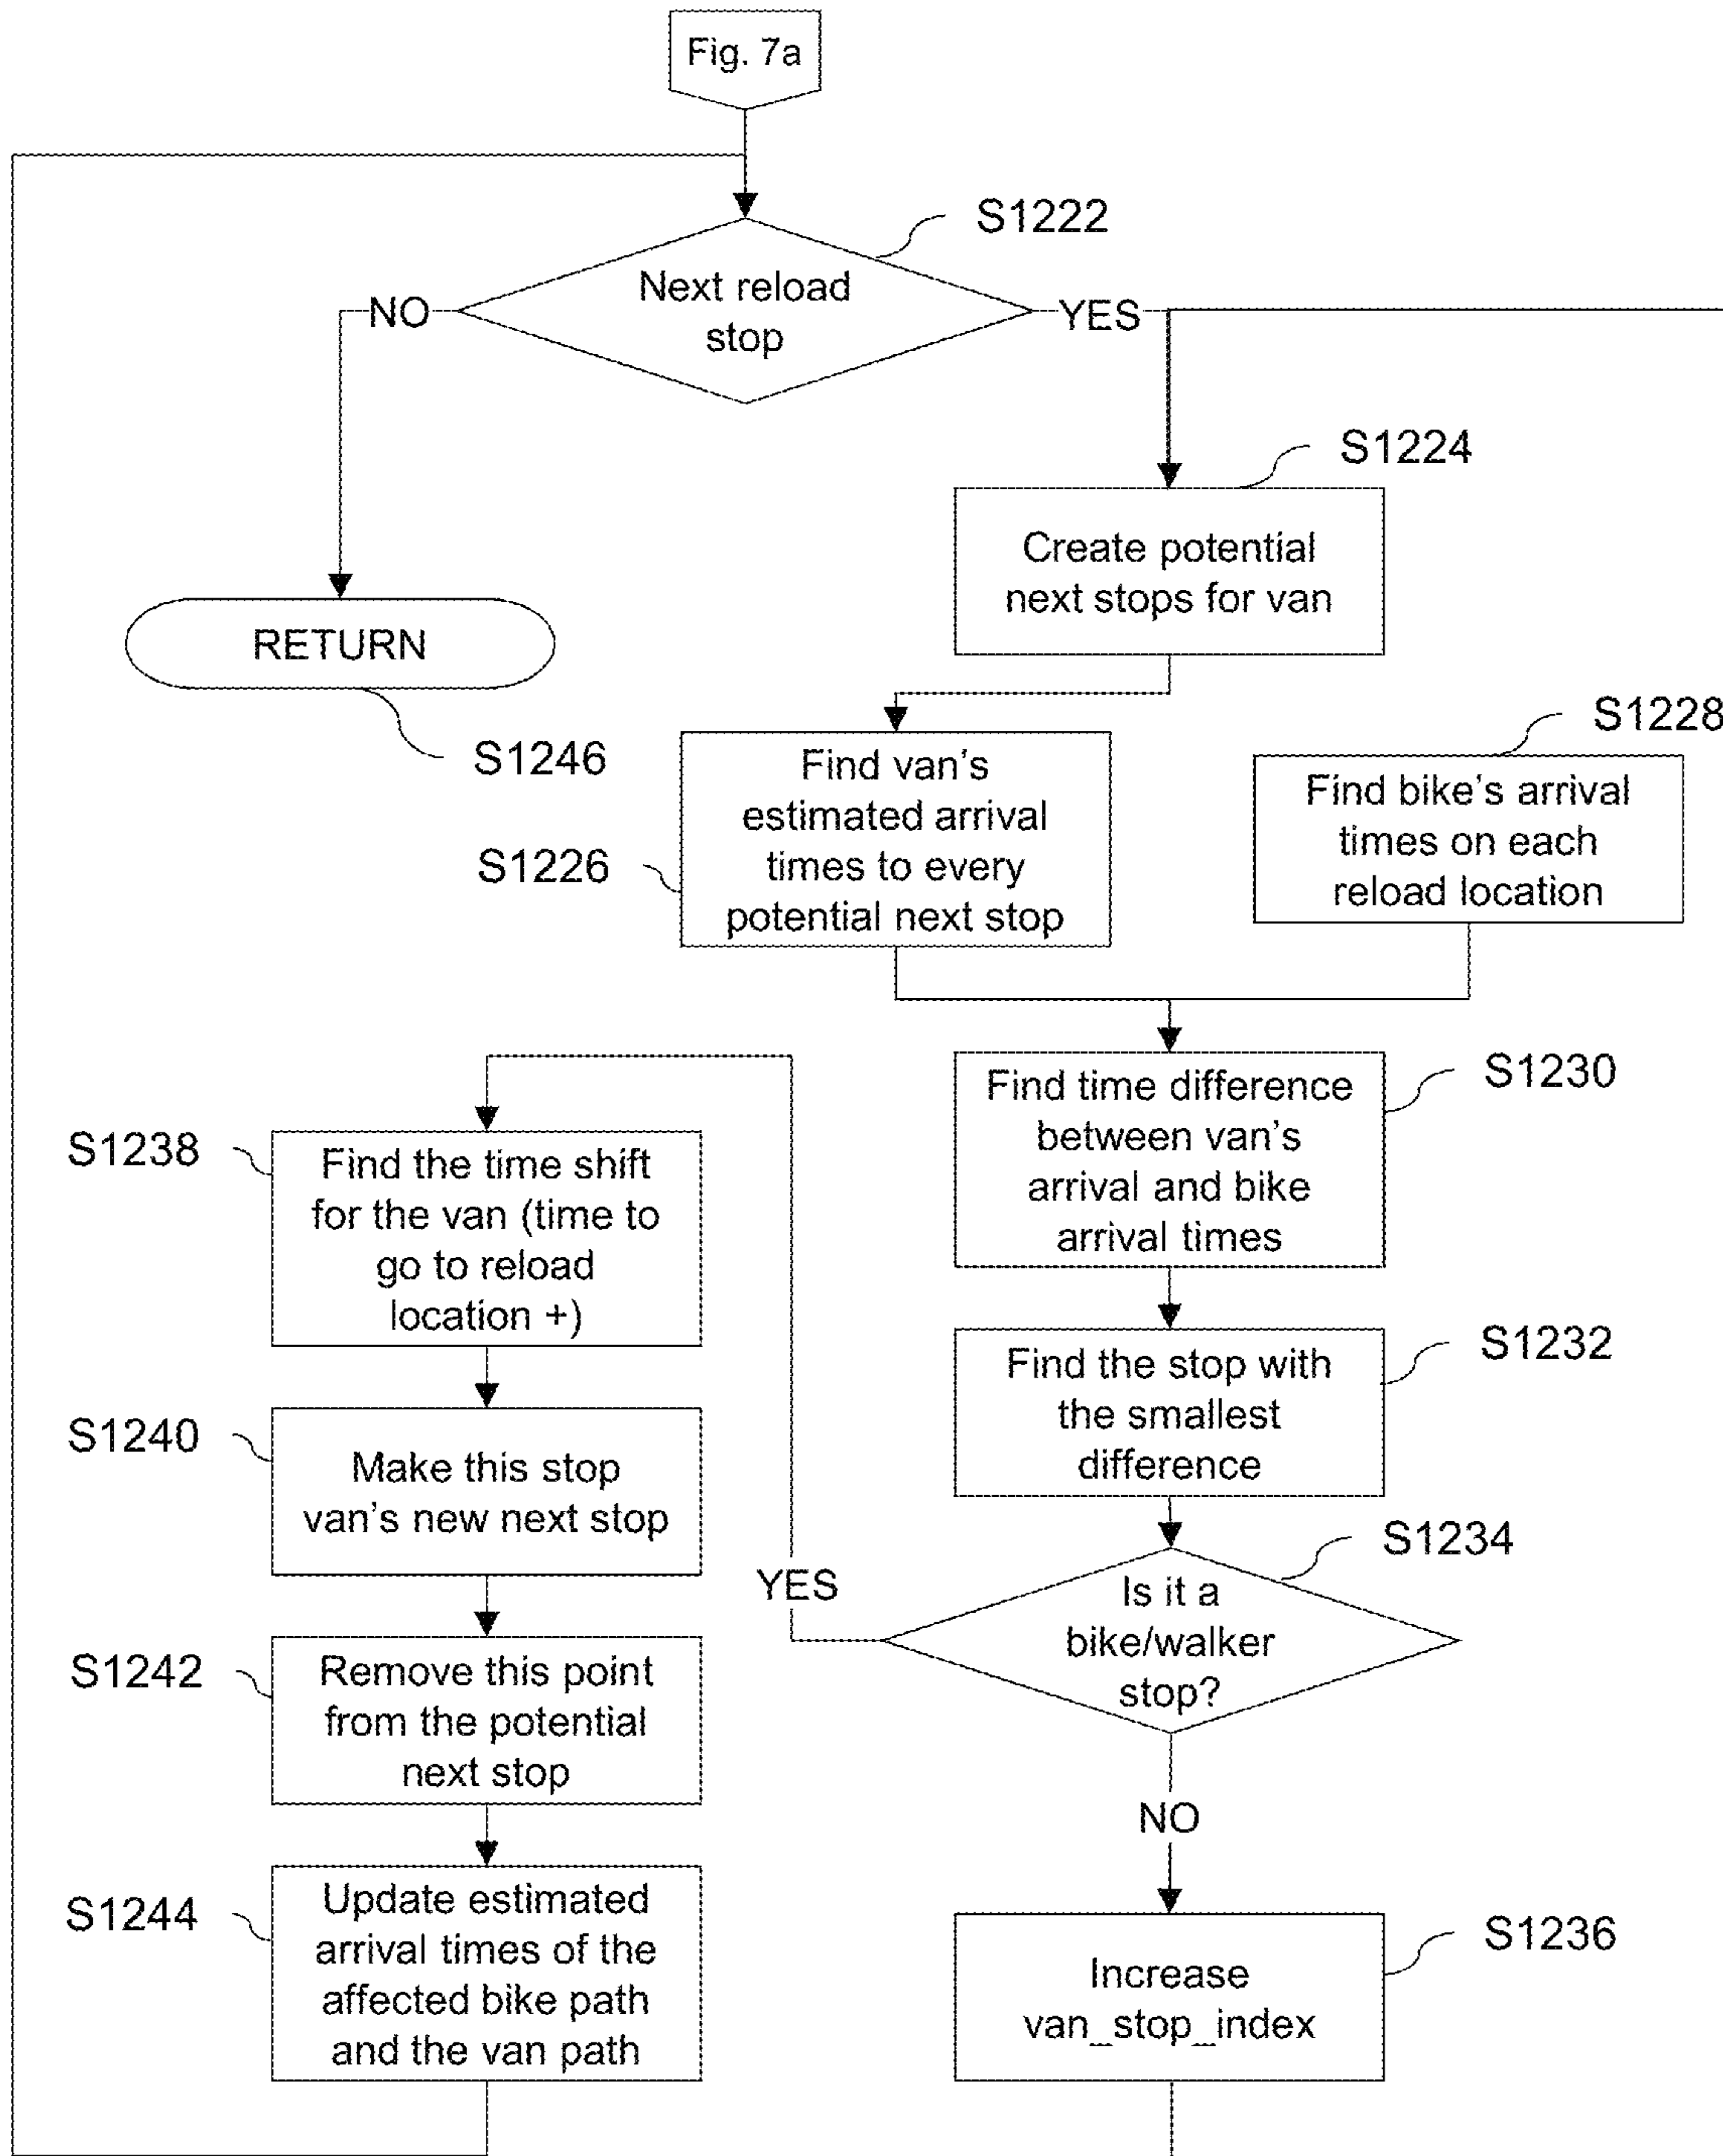 Fig. 7a
S1222
Next reload
stop
NO
YES
S1224
Create potential
next stops for van
RETURN
S1246
S1228
Find van's
estimated arrival
times to every
potential next stop
S1226
Find bike's arrival
times on each
reload location
S1230
Find time difference
between van's
arrival and bike
arrival times
S1238
Find the time shift
for the van (time to
go to reload
location +)
S1232
Find the stop with
the smallest
difference
S1240
Make this stop
van's new next stop
S1234
Is it a
bike/walker
stop?
YES
NO
S1242
Remove this point
from the potential
next stop
S1244
Update estimated
arrival times of the
affected bike path
and the van path
S1236
Increase
van_stop_index